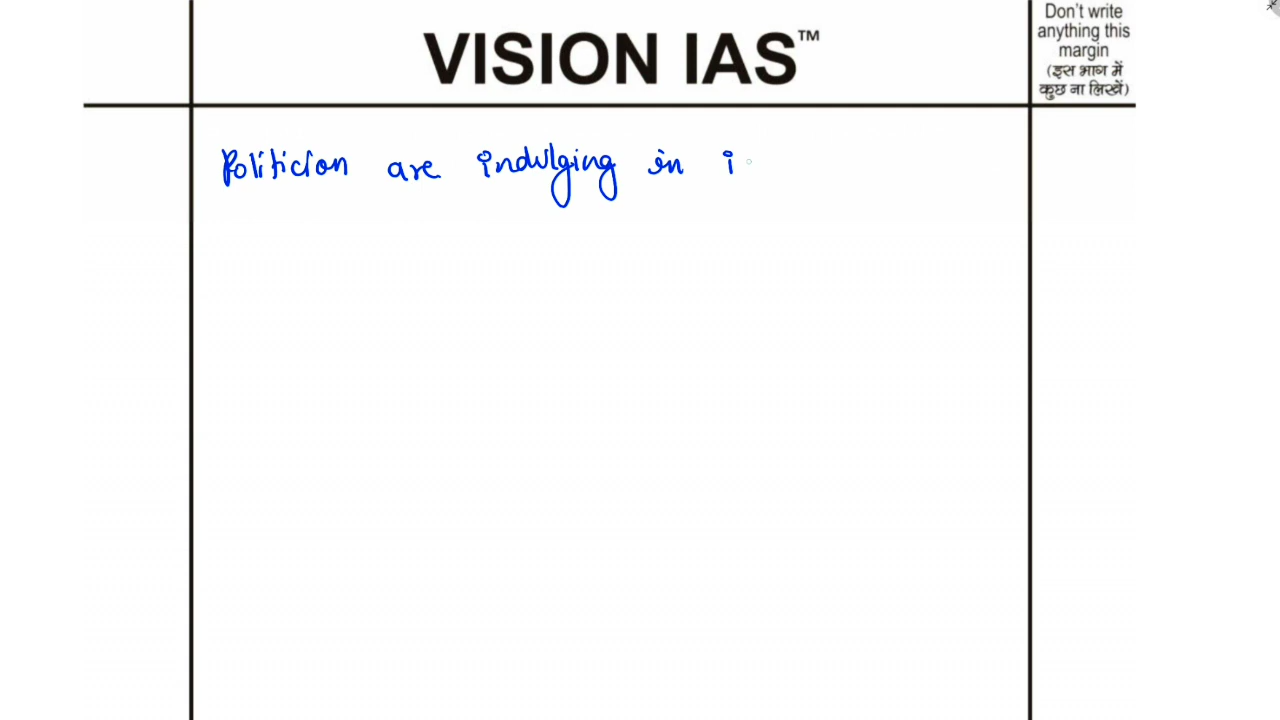 VISION IAS™
Don't write
anything this
margin
(इस भाग में
कुछ ना लिखें)
Politician are indulging in i